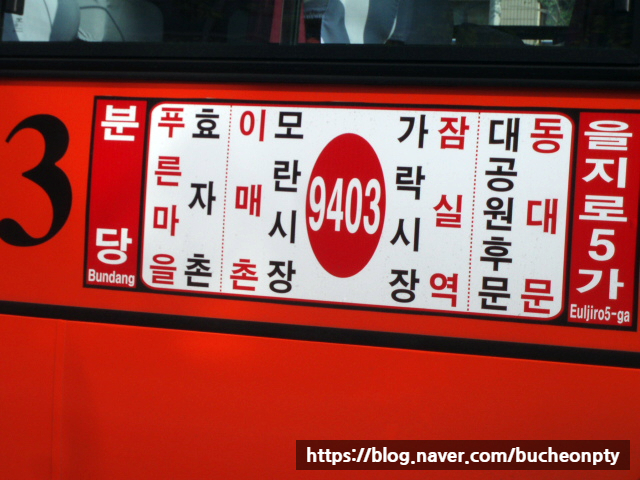 3
분당
Bundang
푸른마을
효자촌
이매촌
모란시장
9403
가락시장
잠실역
대공원후문
동대문
을지로5가
Euljiro5-ga
https://blog.naver.com/bucheonpty